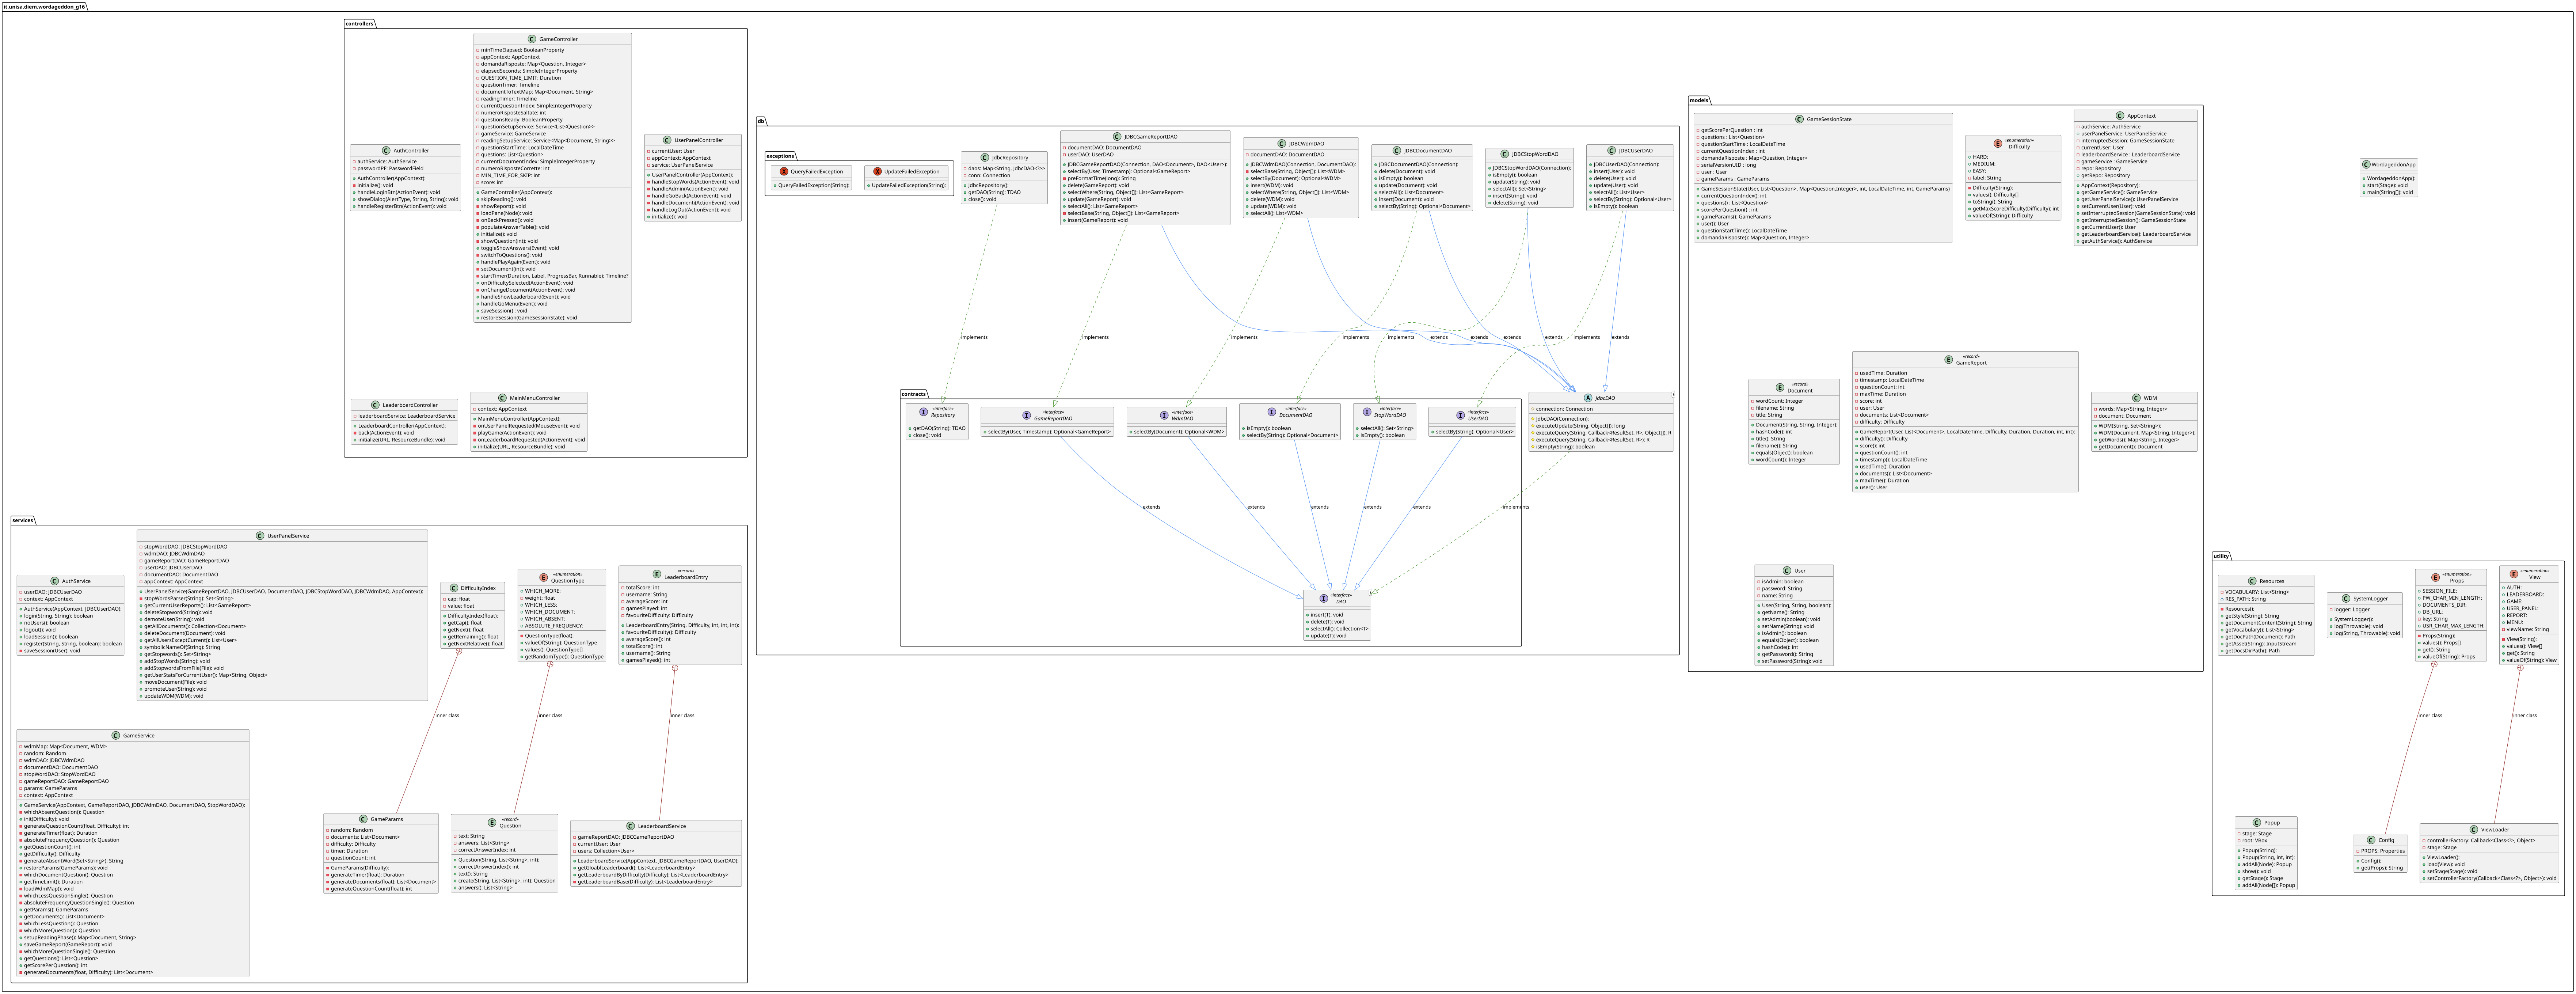 it.unisa.diem.wordageddon_g16
controllers
GameController
minTimeElapsed: BooleanProperty
appContext: AppContext
domandaRisposte: Map<Question, Integer>
elapsedSeconds: SimpleIntegerProperty
QUESTION_TIME_LIMIT: Duration
questionTimer: Timeline
documentToTextMap: Map<Document, String>
readingTimer: Timeline
currentQuestionIndex: SimpleIntegerProperty
numeroRisposteSaltate: int
questionsReady: BooleanProperty
questionSetupService: Service<List<Question>>
gameService: GameService
readingSetupService: Service<Map<Document, String>>
questionStartTime: LocalDateTime
questions: List<Question>
currentDocumentIndex: SimpleIntegerProperty
numeroRisposteCorrette: int
MIN_TIME_FOR_SKIP: int
score: int
GameController(AppContext):
skipReading(): void
showReport(): void
loadPane(Node): void
onBackPressed(): void
populateAnswerTable(): void
initialize(): void
showQuestion(int): void
toggleShowAnswers(Event): void
switchToQuestions(): void
handlePlayAgain(Event): void
setDocument(int): void
startTimer(Duration, Label, ProgressBar, Runnable): Timeline?
onDifficultySelected(ActionEvent): void
onChangeDocument(ActionEvent): void
handleShowLeaderboard(Event): void
handleGoMenu(Event): void
saveSession() : void
restoreSession(GameSessionState): void
AuthController
authService: AuthService
passwordPF: PasswordField
AuthController(AppContext):
initialize(): void
showDialog(AlertType, String, String): void
handleLoginBtn(ActionEvent): void
handleRegisterBtn(ActionEvent): void
UserPanelController
currentUser: User
appContext: AppContext
service: UserPanelService
UserPanelController(AppContext):
handleStopWords(ActionEvent): void
handleAdmin(ActionEvent): void
handleGoBack(ActionEvent): void
handleDocument(ActionEvent): void
handleLogOut(ActionEvent): void
initialize(): void
LeaderboardController
leaderboardService: LeaderboardService
LeaderboardController(AppContext):
back(ActionEvent): void
initialize(URL, ResourceBundle): void
MainMenuController
context: AppContext
MainMenuController(AppContext):
onUserPanelRequested(MouseEvent): void
playGame(ActionEvent): void
onLeaderboardRequested(ActionEvent): void
initialize(URL, ResourceBundle): void
db
exceptions
QueryFailedException
QueryFailedException(String):
UpdateFailedException
UpdateFailedException(String):
JdbcRepository
daos: Map<String, JdbcDAO<?>>
conn: Connection
JdbcRepository():
getDAO(String): TDAO
close(): void
JDBCGameReportDAO
documentDAO: DocumentDAO
userDAO: UserDAO
JDBCGameReportDAO(Connection, DAO<Document>, DAO<User>):
selectBy(User, Timestamp): Optional<GameReport>
preFormatTime(long): String
selectWhere(String, Object[]): List<GameReport>
delete(GameReport): void
update(GameReport): void
selectAll(): List<GameReport>
selectBase(String, Object[]): List<GameReport>
insert(GameReport): void
JDBCWdmDAO
documentDAO: DocumentDAO
JDBCWdmDAO(Connection, DocumentDAO):
selectBase(String, Object[]): List<WDM>
selectBy(Document): Optional<WDM>
insert(WDM): void
selectWhere(String, Object[]): List<WDM>
delete(WDM): void
update(WDM): void
selectAll(): List<WDM>
JDBCDocumentDAO
JDBCDocumentDAO(Connection):
delete(Document): void
isEmpty(): boolean
update(Document): void
selectAll(): List<Document>
insert(Document): void
selectBy(String): Optional<Document>
JDBCStopWordDAO
JDBCStopWordDAO(Connection):
isEmpty(): boolean
update(String): void
selectAll(): Set<String>
insert(String): void
delete(String): void
JDBCUserDAO
JDBCUserDAO(Connection):
insert(User): void
delete(User): void
update(User): void
selectAll(): List<User>
selectBy(String): Optional<User>
isEmpty(): boolean
implements
implements
implements
implements
implements
extends
extends
extends
extends
implements
extends
contracts
«interface»
Repository
getDAO(String): TDAO
close(): void
«interface»
GameReportDAO
selectBy(User, Timestamp): Optional<GameReport>
«interface»
WdmDAO
selectBy(Document): Optional<WDM>
«interface»
DocumentDAO
isEmpty(): boolean
selectBy(String): Optional<Document>
«interface»
StopWordDAO
selectAll(): Set<String>
isEmpty(): boolean
«interface»
UserDAO
selectBy(String): Optional<User>
JdbcDAO
connection: Connection
JdbcDAO(Connection):
executeUpdate(String, Object[]): long
executeQuery(String, Callback<ResultSet, R>, Object[]): R
executeQuery(String, Callback<ResultSet, R>): R
isEmpty(String): boolean
extends
extends
extends
extends
extends
implements
«interface»
DAO
insert(T): void
delete(T): void
selectAll(): Collection<T>
update(T): void
models
GameSessionState
getScorePerQuestion : int
questions : List<Question>
questionStartTime : LocalDateTime
currentQuestionIndex : int
domandaRisposte : Map<Question, Integer>
serialVersionUID : long
user : User
gameParams : GameParams
GameSessionState(User, List<Question>, Map<Question,Integer>, int, LocalDateTime, int, GameParams)
currentQuestionIndex(): int
questions() : List<Question>
scorePerQuestion() : int
gameParams(): GameParams
user(): User
questionStartTime(): LocalDateTime
domandaRisposte(): Map<Question, Integer>
«enumeration»
Difficulty
HARD:
MEDIUM:
EASY:
label: String
Difficulty(String):
values(): Difficulty[]
toString(): String
getMaxScoreDifficulty(Difficulty): int
valueOf(String): Difficulty
AppContext
authService: AuthService
userPanelService: UserPanelService
interruptedSession: GameSessionState
currentUser: User
leaderboardService : LeaderboardService
gameService : GameService
repo: Repository
getRepo: Repository
AppContext(Repository):
getGameService(): GameService
getUserPanelService(): UserPanelService
setCurrentUser(User): void
setInterruptedSession(GameSessionState): void
getInterruptedSession(): GameSessionState
getCurrentUser(): User
getLeaderboardService(): LeaderboardService
getAuthService(): AuthService
«record»
Document
wordCount: Integer
filename: String
title: String
Document(String, String, Integer):
hashCode(): int
title(): String
filename(): String
equals(Object): boolean
wordCount(): Integer
«record»
GameReport
usedTime: Duration
timestamp: LocalDateTime
questionCount: int
maxTime: Duration
score: int
user: User
documents: List<Document>
difficulty: Difficulty
GameReport(User, List<Document>, LocalDateTime, Difficulty, Duration, Duration, int, int):
difficulty(): Difficulty
score(): int
questionCount(): int
timestamp(): LocalDateTime
usedTime(): Duration
documents(): List<Document>
maxTime(): Duration
user(): User
WDM
words: Map<String, Integer>
document: Document
WDM(String, Set<String>):
WDM(Document, Map<String, Integer>):
getWords(): Map<String, Integer>
getDocument(): Document
User
isAdmin: boolean
password: String
name: String
User(String, String, boolean):
getName(): String
setAdmin(boolean): void
setName(String): void
isAdmin(): boolean
equals(Object): boolean
hashCode(): int
getPassword(): String
setPassword(String): void
WordageddonApp
WordageddonApp():
start(Stage): void
main(String[]): void
services
AuthService
userDAO: JDBCUserDAO
context: AppContext
AuthService(AppContext, JDBCUserDAO):
login(String, String): boolean
noUsers(): boolean
logout(): void
loadSession(): boolean
register(String, String, boolean): boolean
saveSession(User): void
UserPanelService
stopWordDAO: JDBCStopWordDAO
wdmDAO: JDBCWdmDAO
gameReportDAO: GameReportDAO
userDAO: JDBCUserDAO
documentDAO: DocumentDAO
appContext: AppContext
UserPanelService(GameReportDAO, JDBCUserDAO, DocumentDAO, JDBCStopWordDAO, JDBCWdmDAO, AppContext):
stopWordsParser(String): Set<String>
getCurrentUserReports(): List<GameReport>
deleteStopword(String): void
demoteUser(String): void
getAllDocuments(): Collection<Document>
deleteDocument(Document): void
getAllUsersExceptCurrent(): List<User>
symbolicNameOf(String): String
getStopwords(): Set<String>
addStopWords(String): void
addStopwordsFromFile(File): void
getUserStatsForCurrentUser(): Map<String, Object>
moveDocument(File): void
promoteUser(String): void
updateWDM(WDM): void
DifficultyIndex
cap: float
value: float
DifficultyIndex(float):
getCap(): float
getNext(): float
getRemaining(): float
getNextRelative(): float
«enumeration»
QuestionType
WHICH_MORE:
weight: float
WHICH_LESS:
WHICH_DOCUMENT:
WHICH_ABSENT:
ABSOLUTE_FREQUENCY:
QuestionType(float):
valueOf(String): QuestionType
values(): QuestionType[]
getRandomType(): QuestionType
«record»
LeaderboardEntry
totalScore: int
username: String
averageScore: int
gamesPlayed: int
favouriteDifficulty: Difficulty
LeaderboardEntry(String, Difficulty, int, int, int):
favouriteDifficulty: Difficulty
averageScore(): int
totalScore(): int
username(): String
gamesPlayed(): int
inner class
inner class
inner class
GameService
wdmMap: Map<Document, WDM>
random: Random
wdmDAO: JDBCWdmDAO
documentDAO: DocumentDAO
stopWordDAO: StopWordDAO
gameReportDAO: GameReportDAO
params: GameParams
context: AppContext
GameService(AppContext, GameReportDAO, JDBCWdmDAO, DocumentDAO, StopWordDAO):
whichAbsentQuestion(): Question
init(Difficulty): void
generateQuestionCount(float, Difficulty): int
generateTimer(float): Duration
absoluteFrequencyQuestion(): Question
getQuestionCount(): int
getDifficulty(): Difficulty
generateAbsentWord(Set<String>): String
restoreParams(GameParams): void
whichDocumentQuestion(): Question
getTimeLimit(): Duration
loadWdmMap(): void
whichLessQuestionSingle(): Question
absoluteFrequencyQuestionSingle(): Question
getParams(): GameParams
getDocuments(): List<Document>
whichLessQuestion(): Question
whichMoreQuestion(): Question
setupReadingPhase(): Map<Document, String>
saveGameReport(GameReport): void
whichMoreQuestionSingle(): Question
getQuestions(): List<Question>
getScorePerQuestion(): int
generateDocuments(float, Difficulty): List<Document>
GameParams
random: Random
documents: List<Document>
difficulty: Difficulty
timer: Duration
questionCount: int
GameParams(Difficulty):
generateTimer(float): Duration
generateDocuments(float): List<Document>
generateQuestionCount(float): int
«record»
Question
text: String
answers: List<String>
correctAnswerIndex: int
Question(String, List<String>, int):
correctAnswerIndex(): int
text(): String
create(String, List<String>, int): Question
answers(): List<String>
LeaderboardService
gameReportDAO: JDBCGameReportDAO
currentUser: User
users: Collection<User>
LeaderboardService(AppContext, JDBCGameReportDAO, UserDAO):
getGloablLeaderboard(): List<LeaderboardEntry>
getLeaderboardByDifficulty(Difficulty): List<LeaderboardEntry>
getLeaderboardBase(Difficulty): List<LeaderboardEntry>
utility
Resources
VOCABULARY: List<String>
RES_PATH: String
Resources():
getStyle(String): String
getDocumentContent(String): String
getVocabulary(): List<String>
getDocPath(Document): Path
getAsset(String): InputStream
getDocsDirPath(): Path
SystemLogger
logger: Logger
SystemLogger():
log(Throwable): void
log(String, Throwable): void
«enumeration»
Props
SESSION_FILE:
PW_CHAR_MIN_LENGTH:
DOCUMENTS_DIR:
DB_URL:
key: String
USR_CHAR_MAX_LENGTH:
Props(String):
values(): Props[]
get(): String
valueOf(String): Props
«enumeration»
View
AUTH:
LEADERBOARD:
GAME:
USER_PANEL:
REPORT:
MENU:
viewName: String
View(String):
values(): View[]
get(): String
valueOf(String): View
inner class
inner class
Popup
stage: Stage
root: VBox
Popup(String):
Popup(String, int, int):
addAll(Node): Popup
show(): void
getStage(): Stage
addAll(Node[]): Popup
Config
PROPS: Properties
Config():
get(Props): String
ViewLoader
controllerFactory: Callback<Class<?>, Object>
stage: Stage
ViewLoader():
load(View): void
setStage(Stage): void
setControllerFactory(Callback<Class<?>, Object>): void